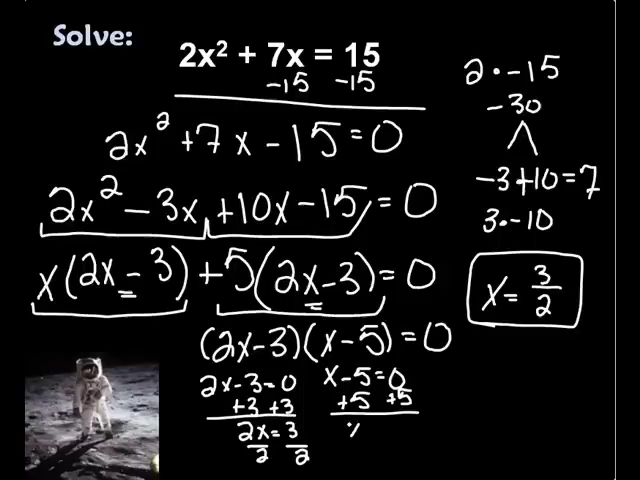 Solve:
2x² + 7x = 15
-15 -15
2x² + 7x - 15 = 0
2x² - 3x + 10x - 15 = 0
x(2x - 3) + 5(2x - 3) = 0
(2x - 3)(x - 5) = 0
2x - 3 = 0
+3 +3
2x = 3
2 2
x - 5 = 0
+5 +5
2 · -15
-30
-3 + 10 = 7
3 · -10
x = 3/2